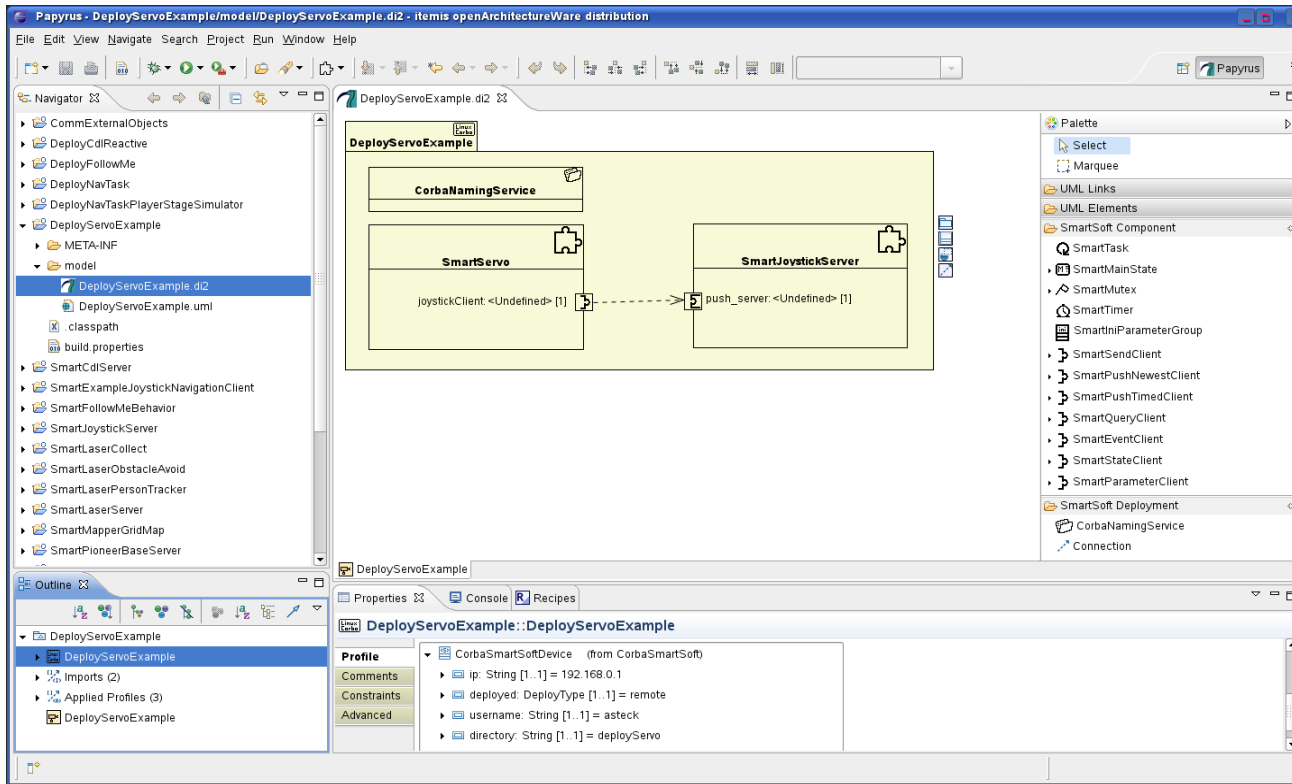 Papyrus - DeployServoExample/model/DeployServoExample.di2 - itemis openArchitectureWare distribution
File Edit View Navigate Search Project Run Window Help
Papyrus
Navigator
CommExternalObjects
DeployCdlReactive
DeployFollowMe
DeployNavTask
DeployNavTaskPlayerStageSimulator
DeployServoExample
META-INF
model
DeployServoExample.di2
DeployServoExample.uml
.classpath
build.properties
SmartCdlServer
SmartExampleJoystickNavigationClient
SmartFollowMeBehavior
SmartJoystickServer
SmartLaserCollect
SmartLaserObstacleAvoid
SmartLaserPersonTracker
SmartLaserServer
SmartMapperGridMap
SmartPioneerBaseServer
Outline
DeployServoExample
DeployServoExample
Imports (2)
Applied Profiles (3)
DeployServoExample
DeployServoExample.di2
Linux
Corba
DeployServoExample
CorbaNamingService
SmartServo
joystickClient: <Undefined> [1]
SmartJoystickServer
push_server: <Undefined> [1]
DeployServoExample
Palette
Select
Marquee
UML Links
UML Elements
SmartSoft Component
SmartTask
SmartMainState
SmartMutex
SmartTimer
SmartIniParameterGroup
SmartSendClient
SmartPushNewestClient
SmartPushTimedClient
SmartQueryClient
SmartEventClient
SmartStateClient
SmartParameterClient
SmartSoft Deployment
CorbaNamingService
Connection
Properties Console Recipes
DeployServoExample::DeployServoExample
Profile
Comments
Constraints
Advanced
CorbaSmartSoftDevice (from CorbaSmartSoft)
ip: String [1..1] = 192.168.0.1
deployed: DeployType [1..1] = remote
username: String [1..1] = asteck
directory: String [1..1] = deployServo